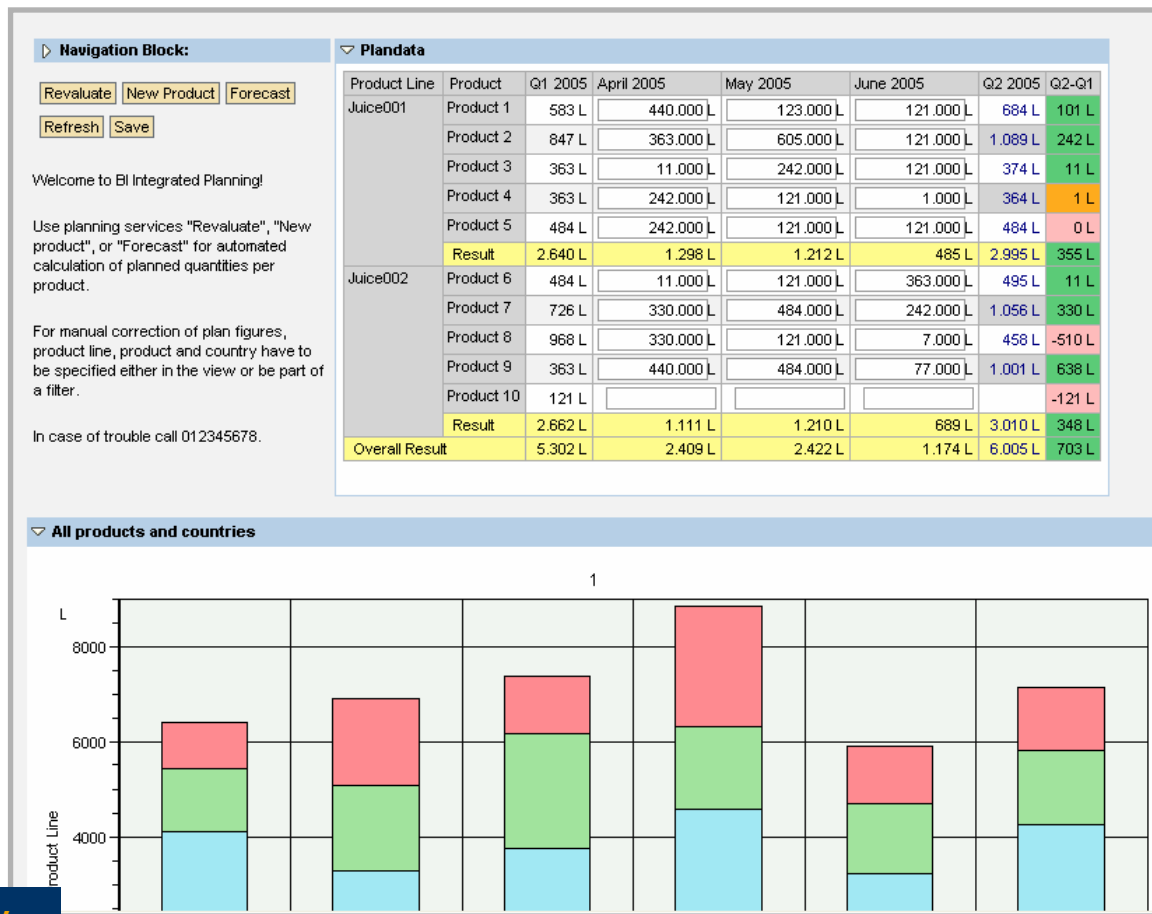 Navigation Block:
Revaluate New Product Forecast
Refresh Save
Welcome to BI Integrated Planning!
Use planning services "Revaluate", "New
product", or "Forecast" for automated
calculation of planned quantities per
product.
For manual correction of plan figures,
product line, product and country have to
be specified either in the view or be part of
a filter.
In case of trouble call 012345678.
Plandata
Product Line Product Q1 2005 April 2005 May 2005 June 2005 Q2 2005 Q2-Q1
Juice001 Product 1 583 L 440.000 L 123.000 L 121.000 L 684 L 101 L
Product 2 847 L 363.000 L 605.000 L 121.000 L 1.089 L 242 L
Product 3 363 L 11.000 L 242.000 L 121.000 L 374 L 11 L
Product 4 363 L 242.000 L 121.000 L 1.000 L 364 L 1 L
Product 5 484 L 242.000 L 121.000 L 121.000 L 484 L 0 L
Result 2.640 L 1.298 L 1.212 L 485 L 2.995 L 355 L
Juice002 Product 6 484 L 11.000 L 121.000 L 363.000 L 495 L 11 L
Product 7 726 L 330.000 L 484.000 L 242.000 L 1.056 L 330 L
Product 8 968 L 330.000 L 121.000 L 7.000 L 458 L -510 L
Product 9 363 L 440.000 L 484.000 L 77.000 L 1.001 L 638 L
Product 10 121 L -121 L
Result 2.662 L 1.111 L 1.210 L 689 L 3.010 L 348 L
Overall Result 5.302 L 2.409 L 2.422 L 1.174 L 6.005 L 703 L
All products and countries
1
L
8000
6000
4000
Line